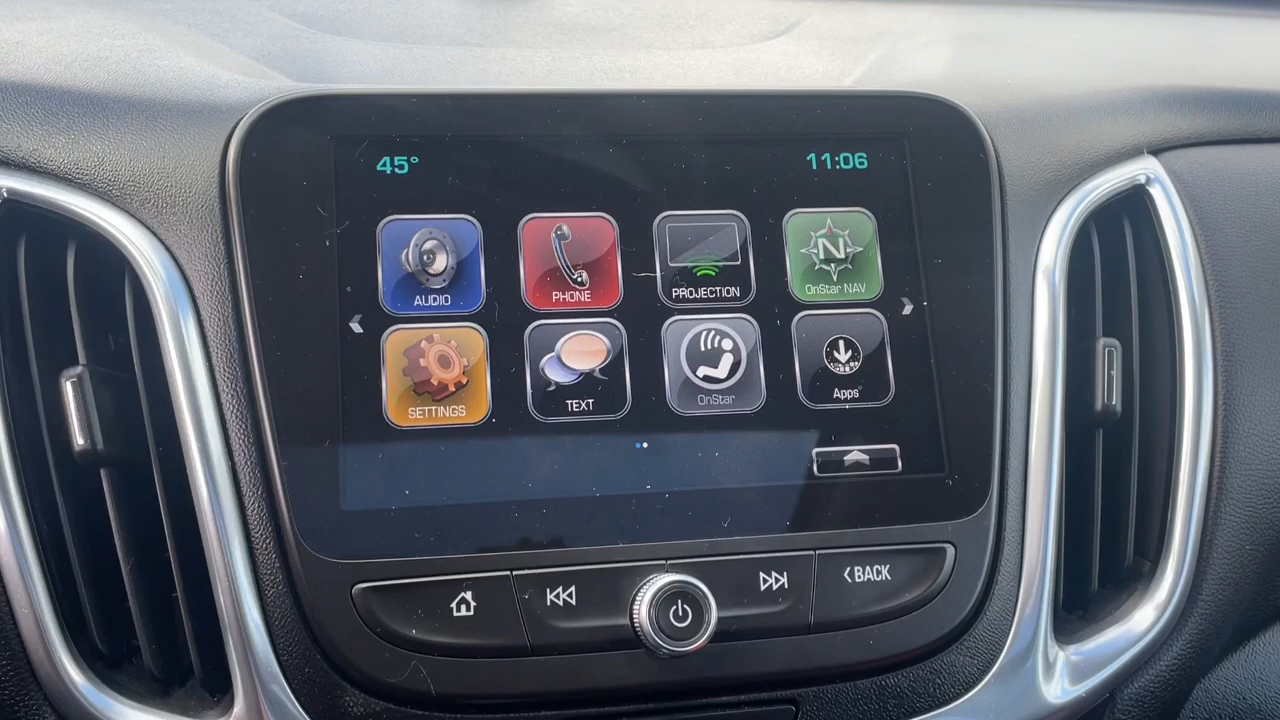 45°
11:06
AUDIO
PHONE
PROJECTION
N
OnStar NAV
SETTINGS
TEXT
OnStar
Apps
BACK